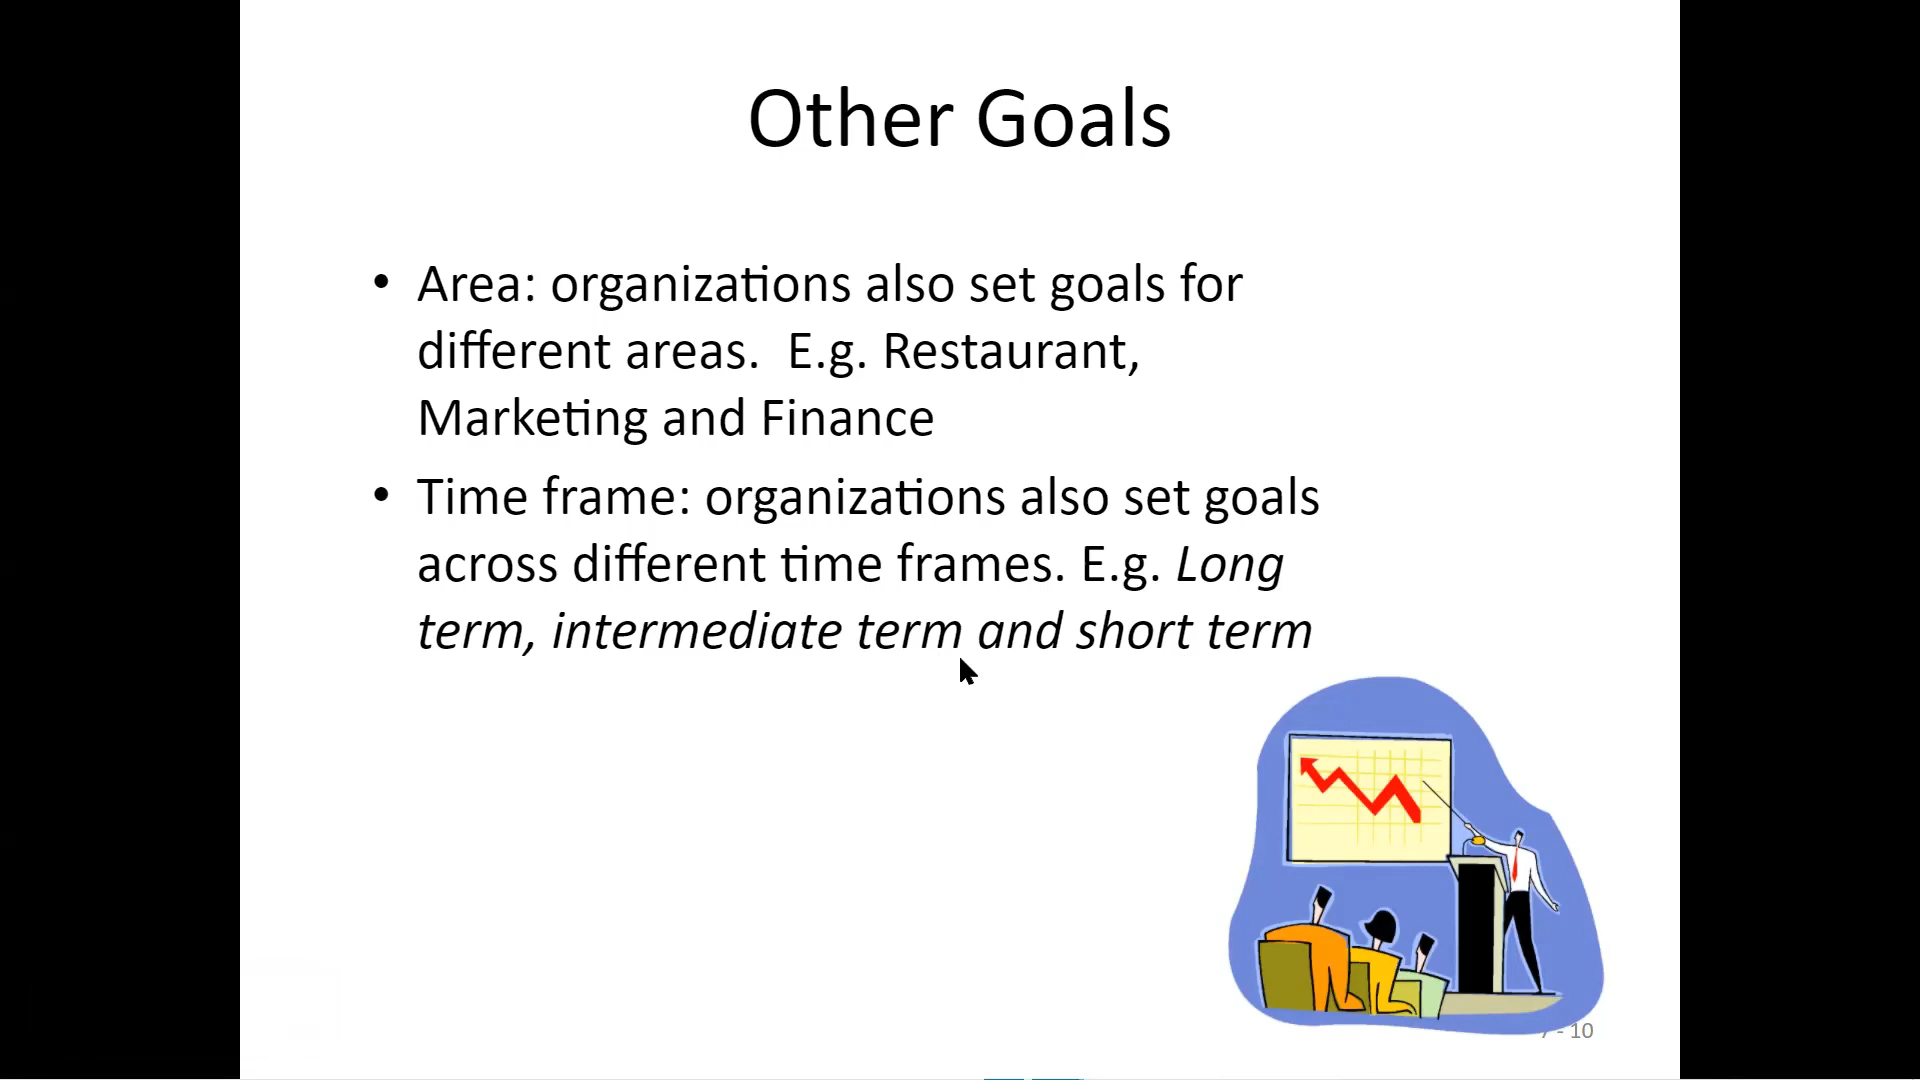 Other Goals
• Area: organizations also set goals for
different areas.  E.g. Restaurant,
Marketing and Finance
• Time frame: organizations also set goals
across different time frames. E.g. Long
term, intermediate term and short term
7 - 10